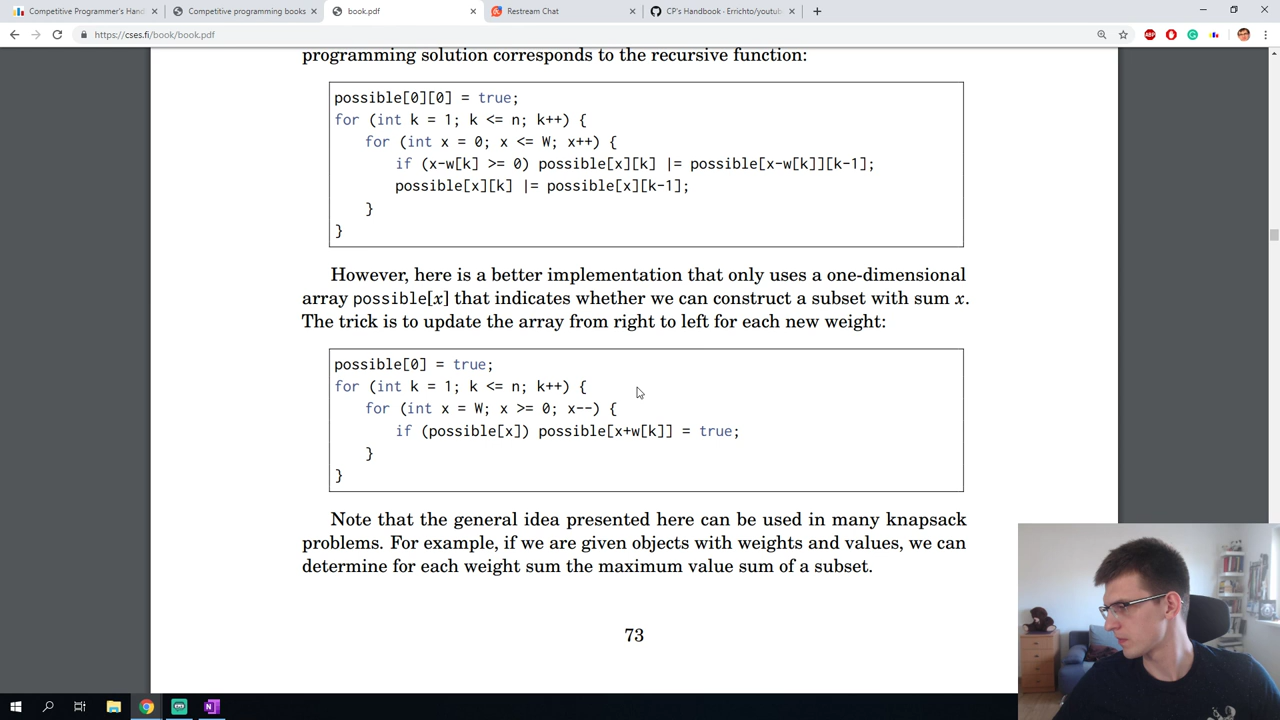 Competitive Programmer's Hand
Competitive programming books
book.pdf
Restream Chat
CP's Handbook · Errichto/youtub
https://cses.fi/book/book.pdf
programming solution corresponds to the recursive function:
possible[0][0] = true;
for (int k = 1; k <= n; k++) {
for (int x = 0; x <= W; x++) {
if (x-w[k] >= 0) possible[x][k] |= possible[x-w[k]][k-1];
possible[x][k] |= possible[x][k-1];
}
}
However, here is a better implementation that only uses a one-dimensional
array possible[x] that indicates whether we can construct a subset with sum x.
The trick is to update the array from right to left for each new weight:
possible[0] = true;
for (int k = 1; k <= n; k++) {
for (int x = W; x >= 0; x--) {
if (possible[x]) possible[x+w[k]] = true;
}
}
Note that the general idea presented here can be used in many knapsack
problems. For example, if we are given objects with weights and values, we can
determine for each weight sum the maximum value sum of a subset.
73